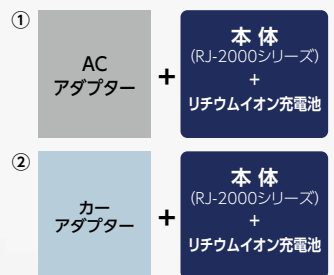 ①
AC
アダプター
+
本 体
(RJ-2000シリーズ)
+
リチウムイオン充電池
②
カー
アダプター
+
本 体
(RJ-2000シリーズ)
+
リチウムイオン充電池